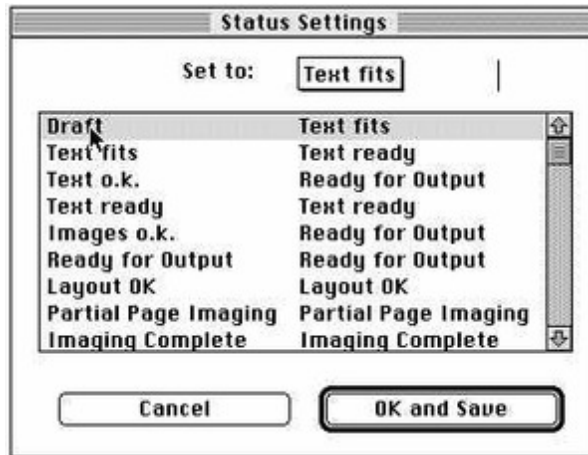 Status Settings
Set to: Text fits
Draft Text fits
Text fits Text ready
Text o.k. Ready for Output
Text ready Text ready
Images o.k. Ready for Output
Ready for Output Ready for Output
Layout OK Layout OK
Partial Page Imaging Partial Page Imaging
Imaging Complete Imaging Complete
Cancel OK and Save